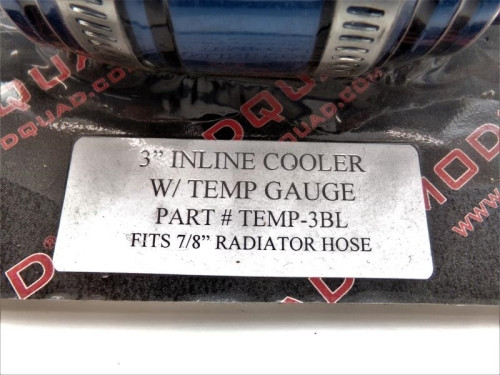 3” INLINE COOLER
W/ TEMP GAUGE
PART # TEMP-3BL
FITS 7/8” RADIATOR HOSE